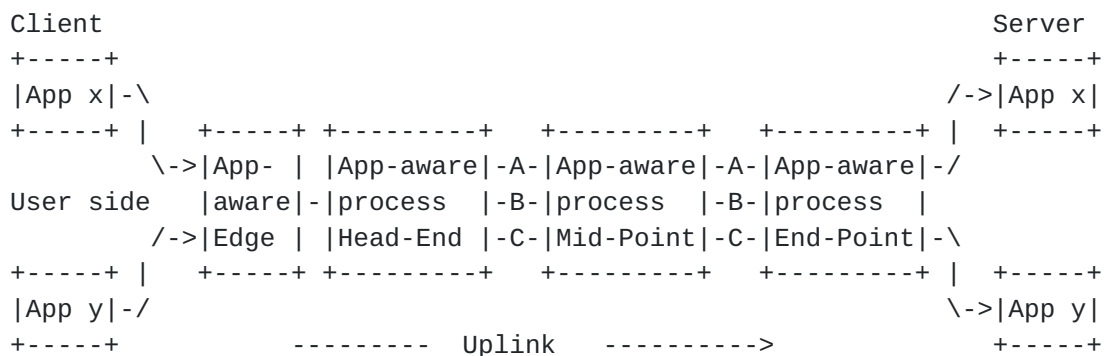 Client                                                   Server
+-----+                                                  +-----+
|App x|-\                                             /->|App x|
+-----+ |   +-----+ +---------+   +---------+   +---------+ |  +-----+
         \->|App- | |App-aware|-A-|App-aware|-A-|App-aware|-/
User side   |aware|-|process  |-B-|process  |-B-|process  |
         /->|Edge | |Head-End |-C-|Mid-Point|-C-|End-Point|-\
+-----+ |   +-----+ +---------+   +---------+   +---------+ |  +-----+
|App y|-/                                             \->|App y|
+-----+           ---------  Uplink   ---------->        +-----+